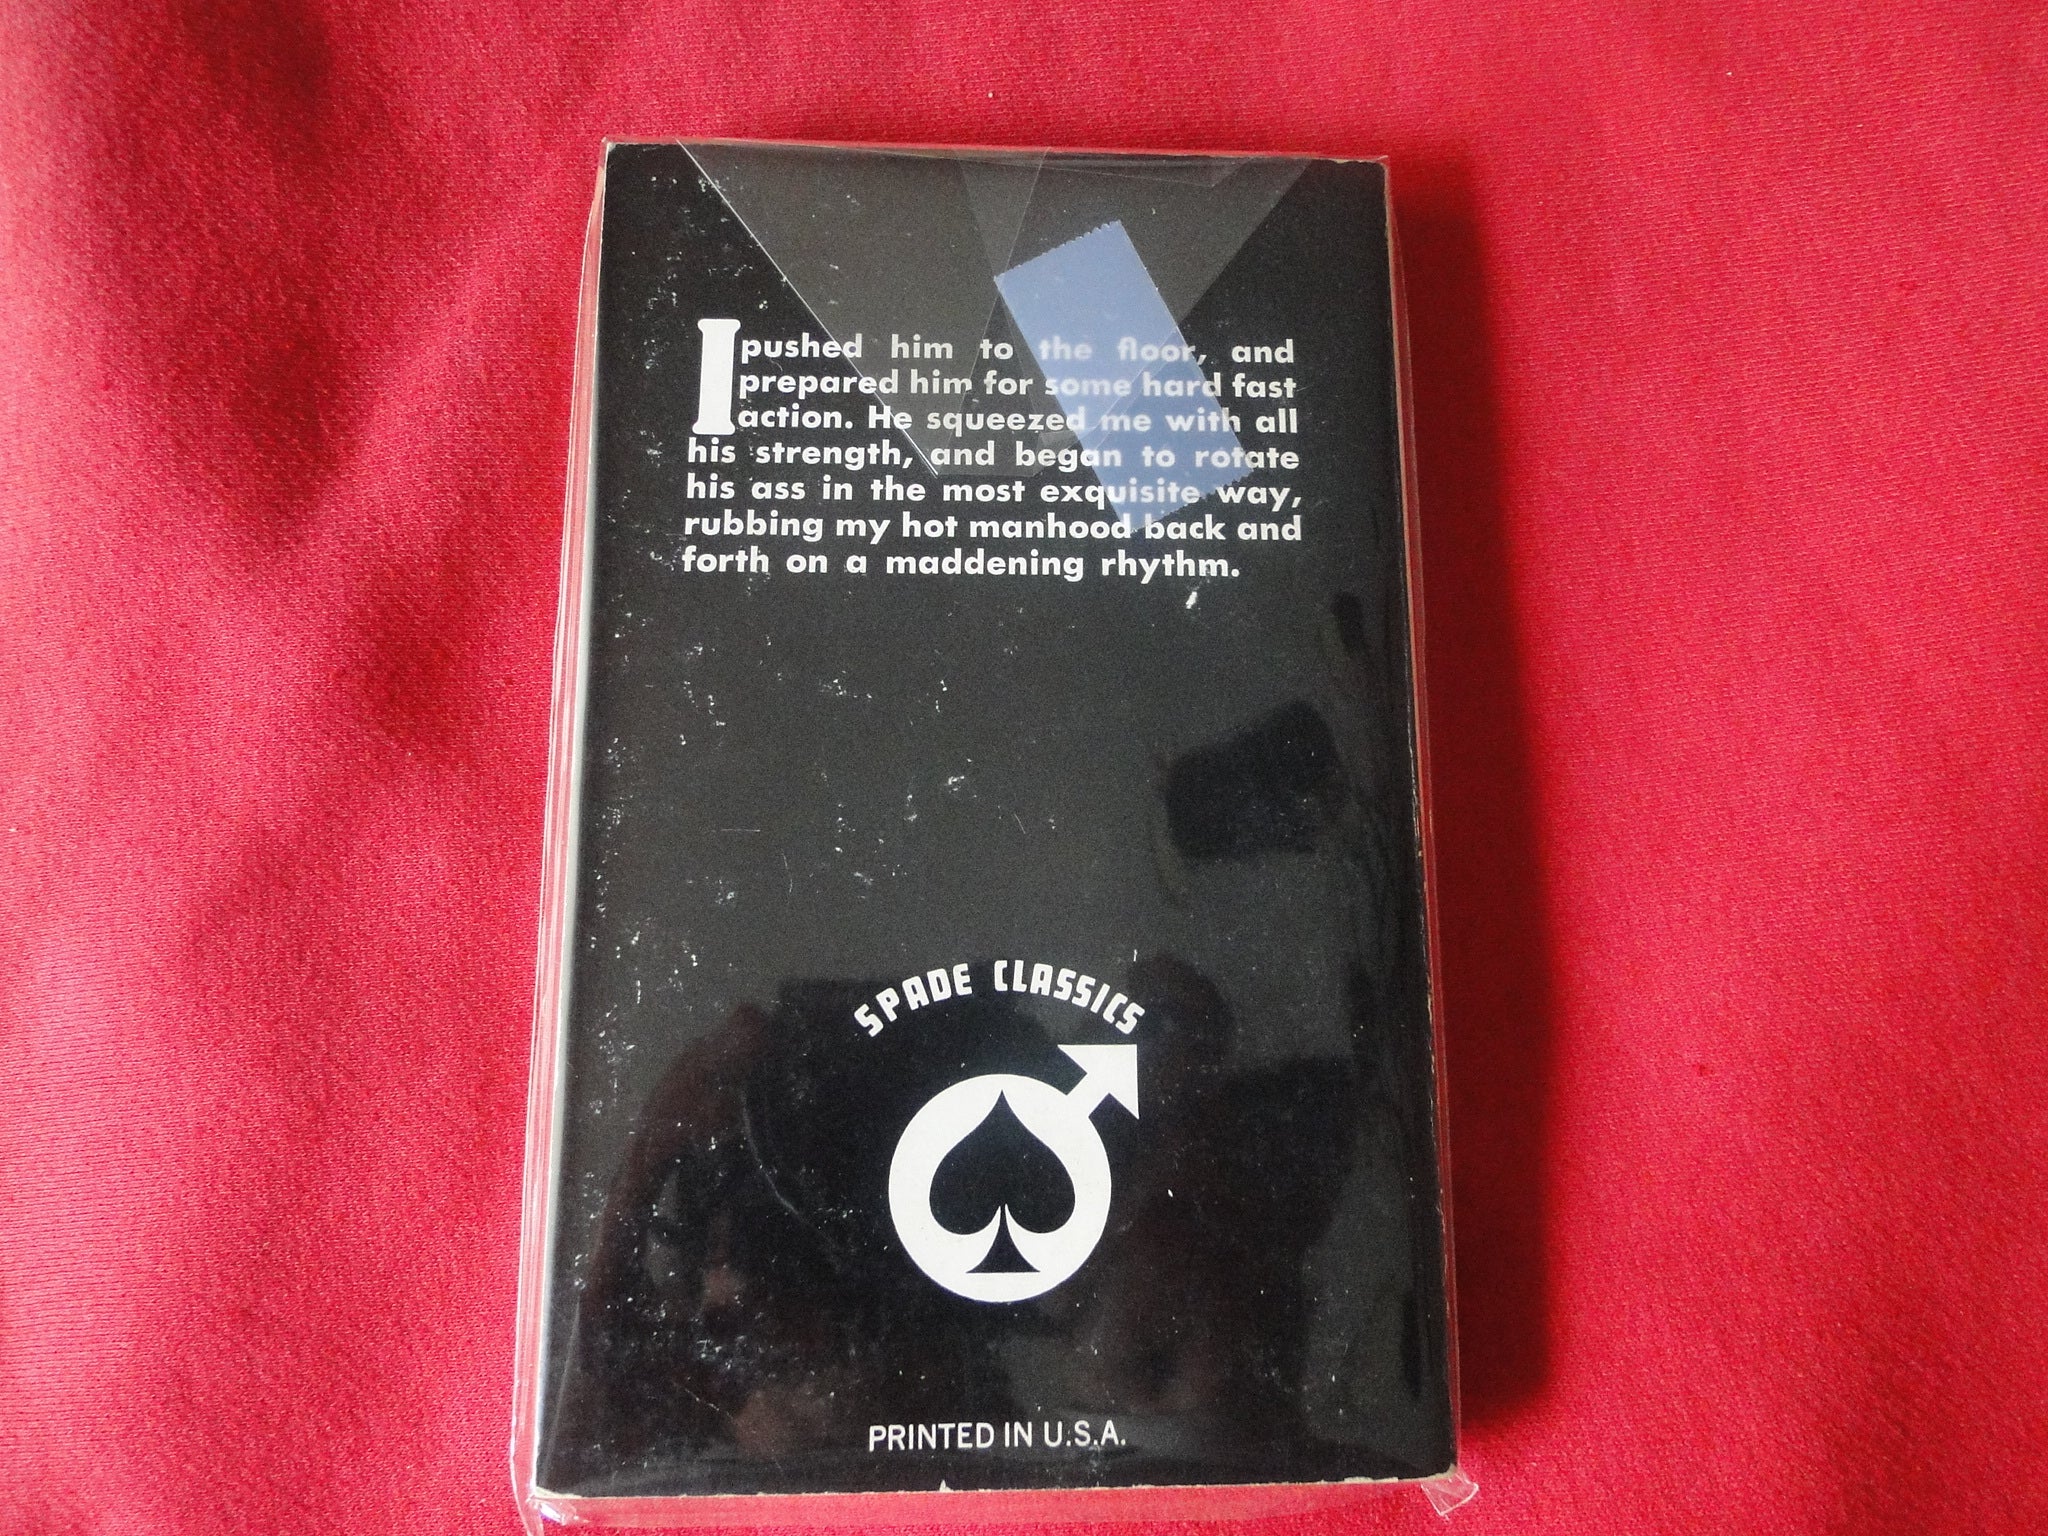 I pushed him to the floor, and
prepared him for some hard fast
action. He squeezed me with all
his strength, and began to rotate
his ass in the most exquisite way,
rubbing my hot manhood back and
forth on a maddening rhythm.
SPADE CLASSICS
PRINTED IN U.S.A.